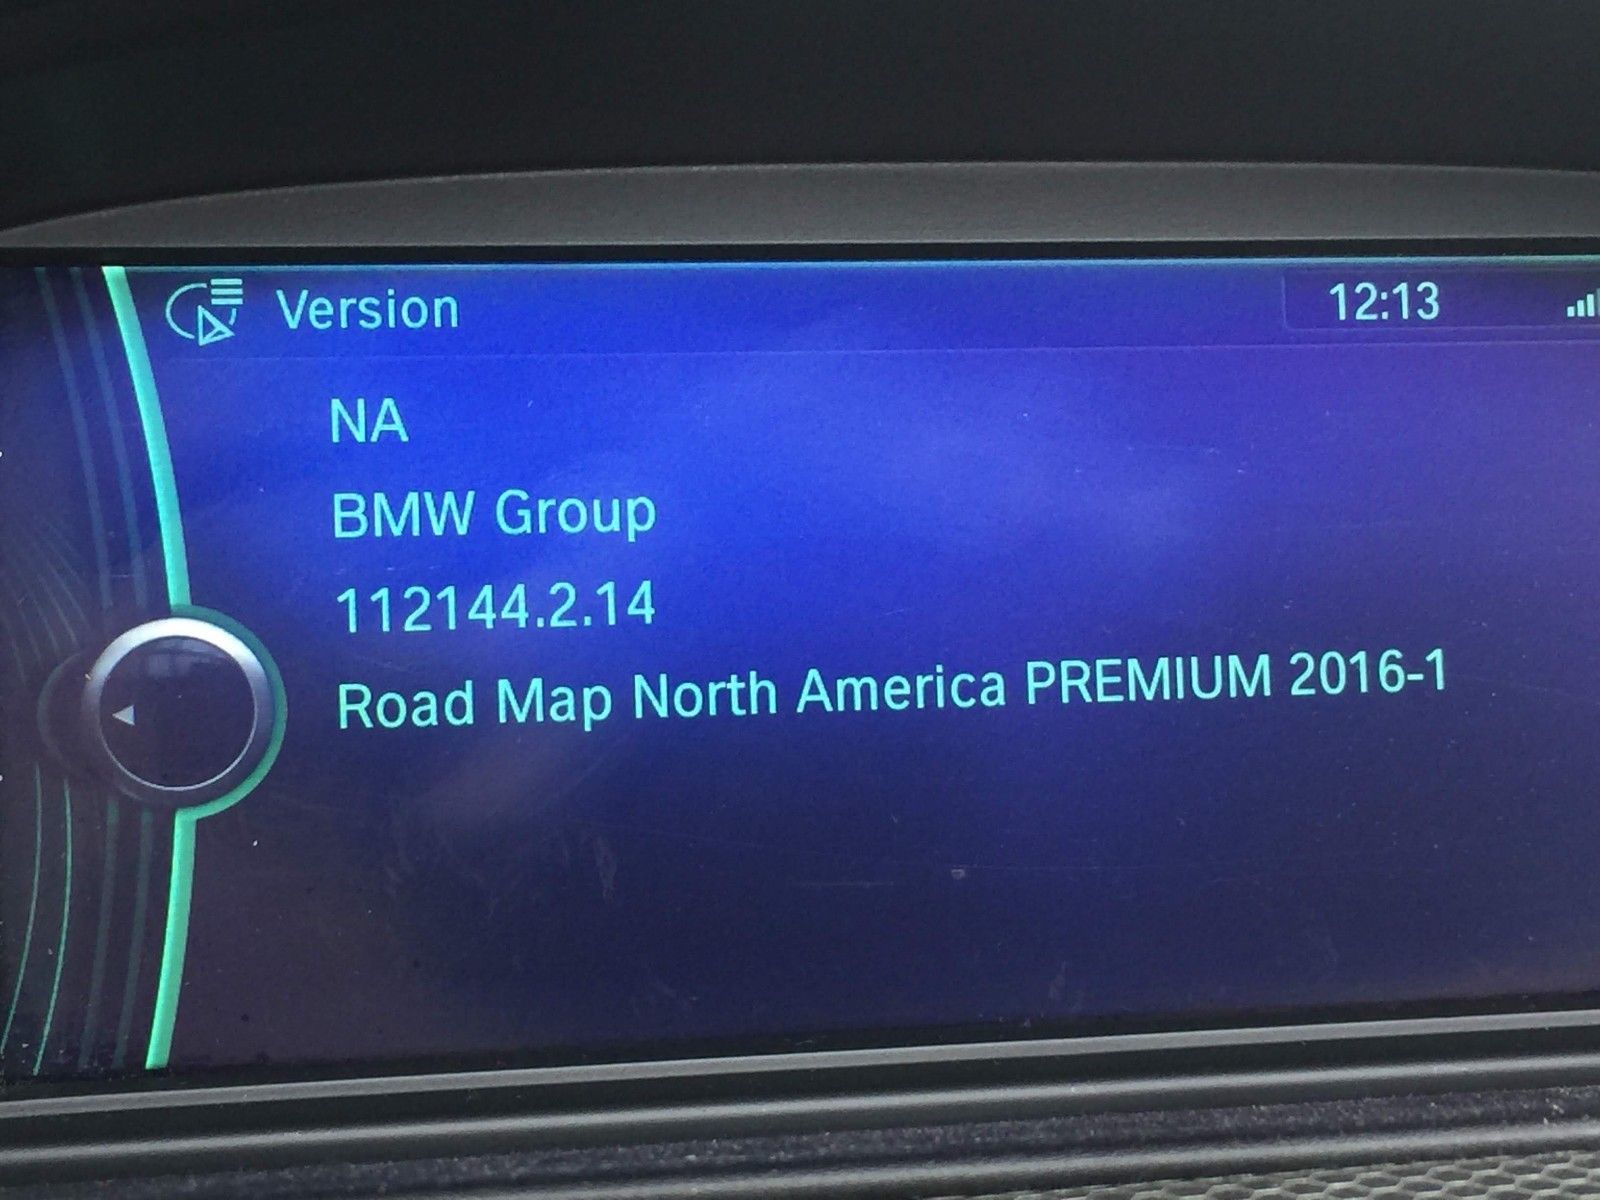 Version 12:13
NA
BMW Group
112144.2.14
Road Map North America PREMIUM 2016-1